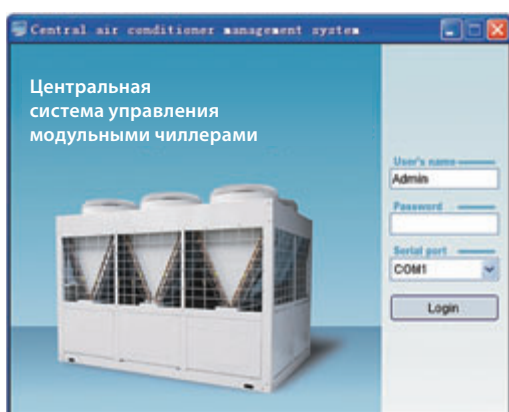 Central air conditioner management system
Центральная
система управления
модульными чиллерами
User's name
Admin
Password
Serial port
COM1
Login